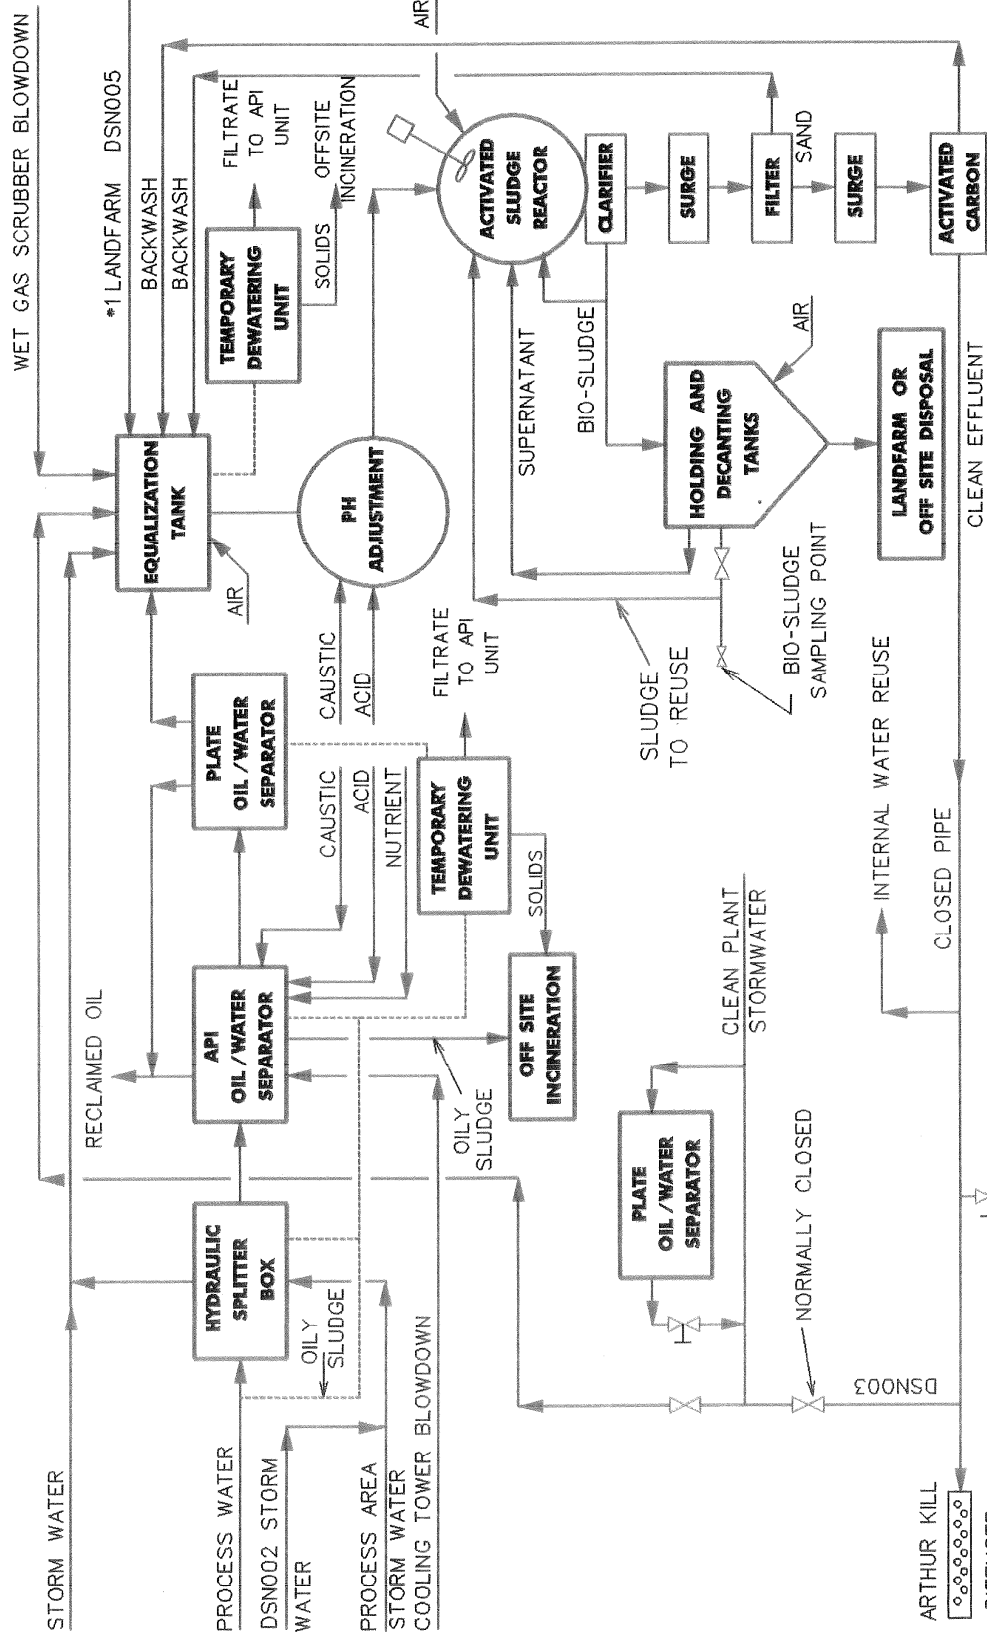 WET GAS SCRUBBER BLOWDOWN
*1 LANDFARM DSN005
BACKWASH
BACKWASH
FILTRATE
TO API
UNIT
TEMPORARY
DEWATERING
UNIT
SOLIDS
OFFSITE
INCINERATION
AIR
EQUALIZATION
TANK
AIR
PH
ADJUSTMENT
CAUSTIC
ACID
ACTIVATED
SLUDGE
REACTOR
CLARIFIER
SURGE
FILTER
SAND
SURGE
ACTIVATED
CARBON
SUPERNATANT
BIO-SLUDGE
HOLDING AND
DECANTING
TANKS
AIR
LANDFARM OR
OFF SITE DISPOSAL
CLEAN EFFLUENT
BIO-SLUDGE
SAMPLING POINT
SLUDGE
TO REUSE
STORM WATER
RECLAIMED OIL
PROCESS WATER
HYDRAULIC
SPLITTER
BOX
API
OIL/WATER
SEPARATOR
PLATE
OIL/WATER
SEPARATOR
CAUSTIC
ACID
NUTRIENT
FILTRATE
TO API
UNIT
TEMPORARY
DEWATERING
UNIT
SOLIDS
OFF SITE
INCINERATION
OILY
SLUDGE
OILY
SLUDGE
DSN002 STORM
WATER
PROCESS AREA
STORM WATER
COOLING TOWER BLOWDOWN
CLEAN PLANT
STORMWATER
PLATE
OIL/WATER
SEPARATOR
NORMALLY CLOSED
DSN003
INTERNAL WATER REUSE
CLOSED PIPE
ARTHUR KILL